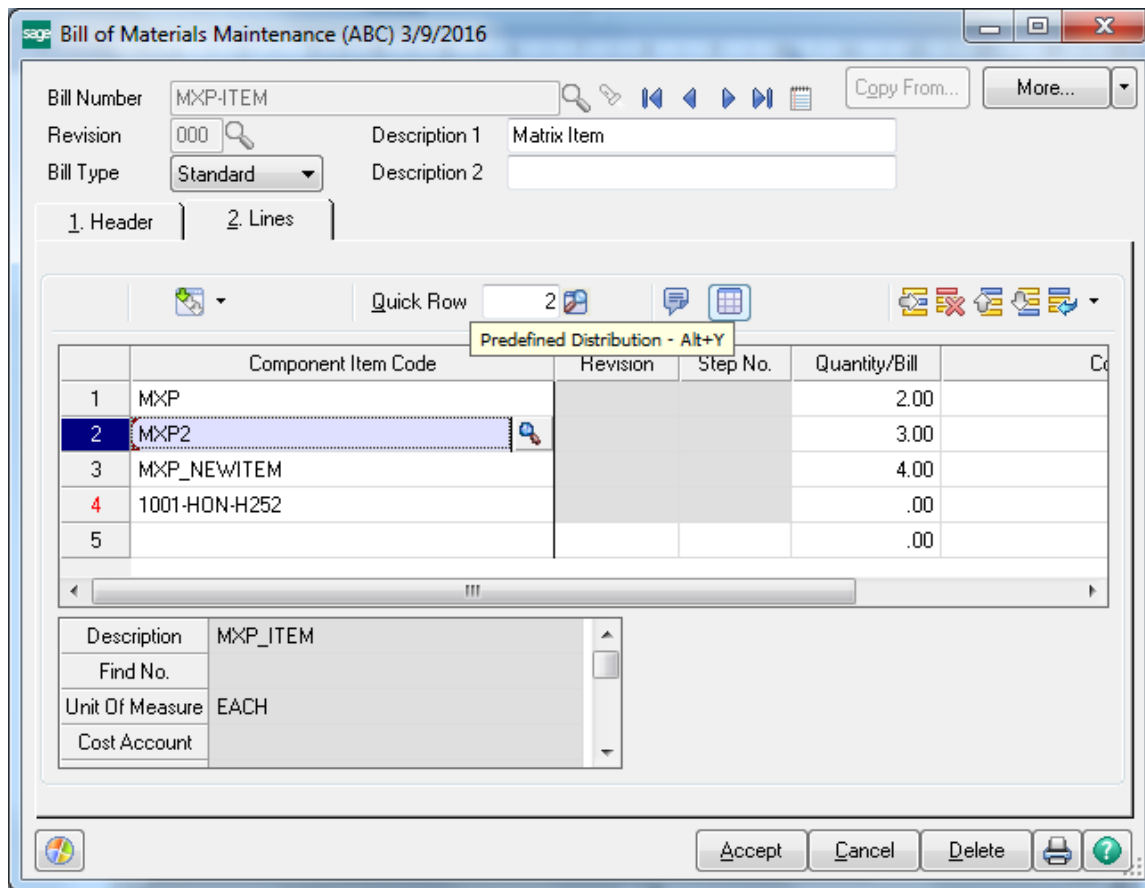 sage Bill of Materials Maintenance (ABC) 3/9/2016
Bill Number MXP-ITEM Copy From... More...
Revision 000 Description 1 Matrix Item
Bill Type Standard Description 2
1. Header 2. Lines
Quick Row 2
Predefined Distribution - Alt+Y
Component Item Code Revision Step No. Quantity/Bill Co
1 MXP 2.00
2 MXP2 3.00
3 MXP_NEWITEM 4.00
4 1001-HON-H252 .00
5 .00
Description MXP_ITEM
Find No.
Unit Of Measure EACH
Cost Account
Accept Cancel Delete